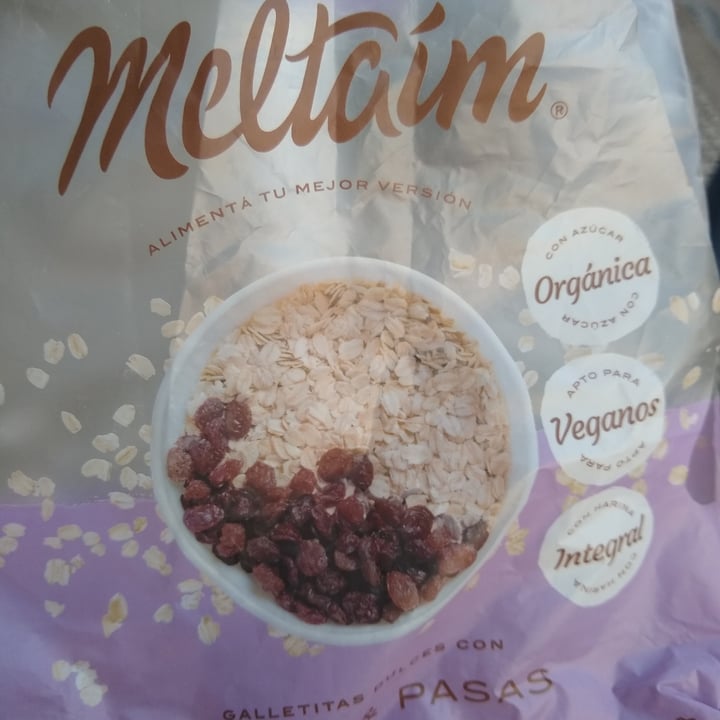 Meltaím®
ALIMENTÁ TU MEJOR VERSIÓN
CON AZÚCAR
Orgánica
CON AZÚCAR
APTO PARA
Veganos
APTO PARA
CON HARINA
Integral
CON HARINA
GALLETITAS DULCES CON
PASAS